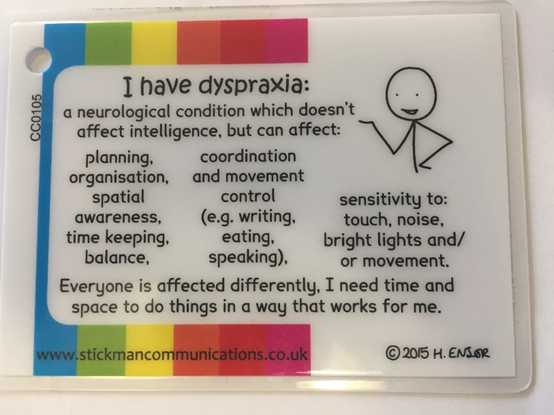 CC0105
I have dyspraxia:
a neurological condition which doesn't
affect intelligence, but can affect:
planning,
organisation,
spatial
awareness,
time keeping,
balance,
coordination
and movement
control
(e.g. writing,
eating,
speaking),
sensitivity to:
touch, noise,
bright lights and/
or movement.
Everyone is affected differently, I need time and
space to do things in a way that works for me.
www.stickmancommunications.co.uk
©2015 H. ENSOR